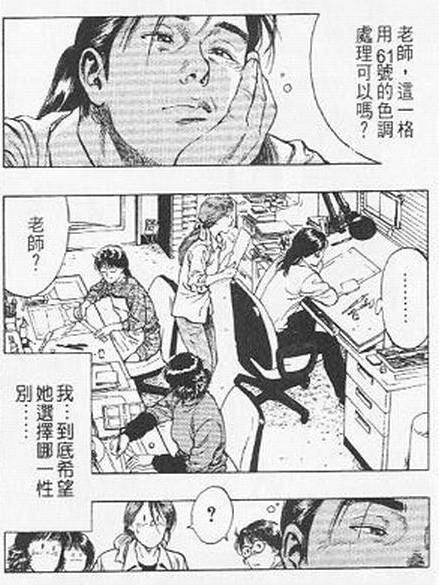 老師，這一格
用61號的色調
處理可以嗎？
………
老師？
我…到底希望
她選擇哪一性
別……
？